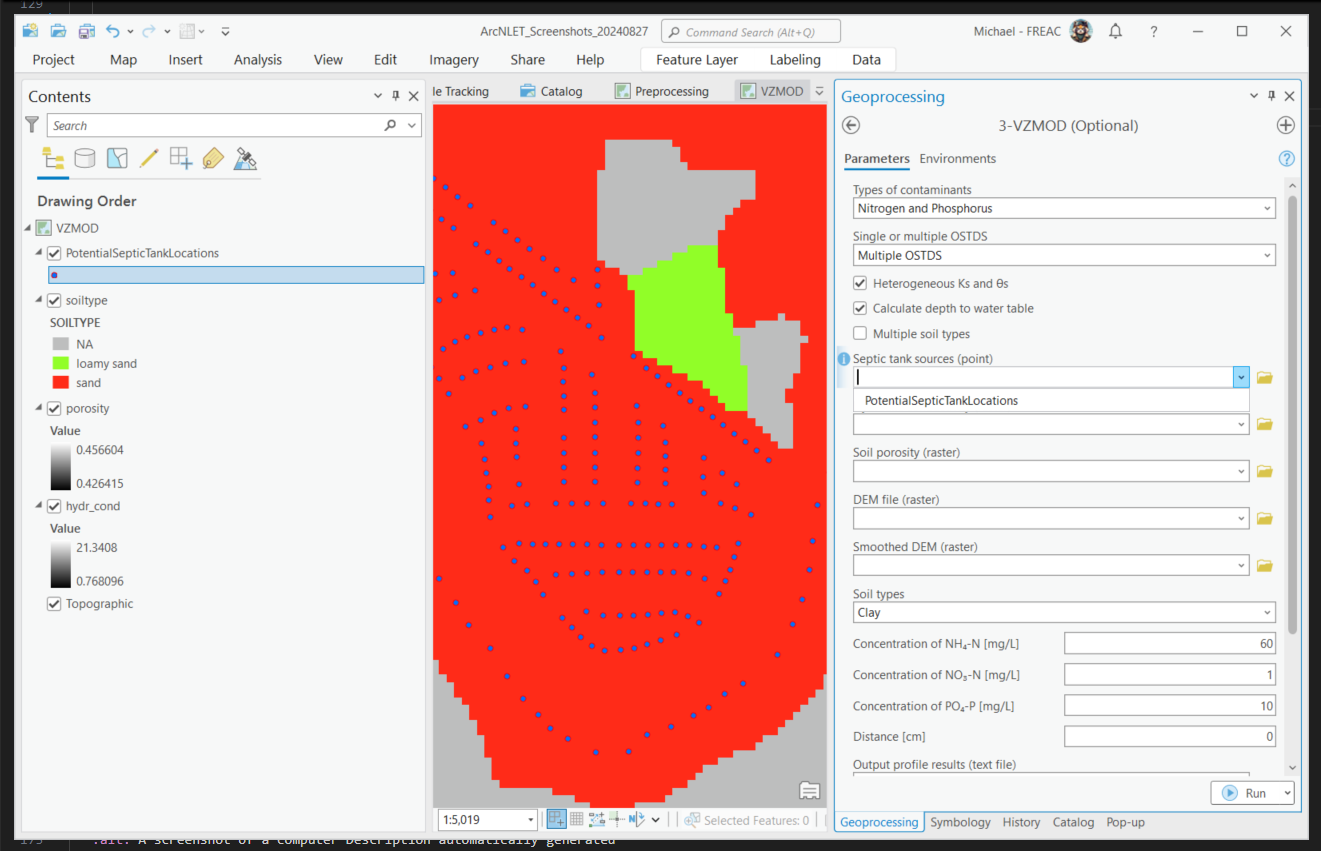 129
ArcNLET_Screenshots_20240827
Command Search (Alt+Q)
Michael - FREAC
?
Project
Map
Insert
Analysis
View
Edit
Imagery
Share
Help
Feature Layer
Labeling
Data
Contents
Search
Drawing Order
VZMOD
PotentialSepticTankLocations
soiltype
SOILTYPE
NA
loamy sand
sand
porosity
Value
0.456604
0.426415
hydr_cond
Value
21.3408
0.768096
Topographic
le Tracking
Catalog
Preprocessing
VZMOD
1:5,019
N
Selected Features: 0
Geoprocessing
3-VZMOD (Optional)
Parameters
Environments
?
Types of contaminants
Nitrogen and Phosphorus
Single or multiple OSTDS
Multiple OSTDS
Heterogeneous Ks and θs
Calculate depth to water table
Multiple soil types
Septic tank sources (point)
PotentialSepticTankLocations
Soil porosity (raster)
DEM file (raster)
Smoothed DEM (raster)
Soil types
Clay
Concentration of NH₄-N [mg/L]
60
Concentration of NO₃-N [mg/L]
1
Concentration of PO₄-P [mg/L]
10
Distance [cm]
0
Output profile results (text file)
Run
Geoprocessing
Symbology
History
Catalog
Pop-up
:alt: A screenshot of a computer Description automatically generated